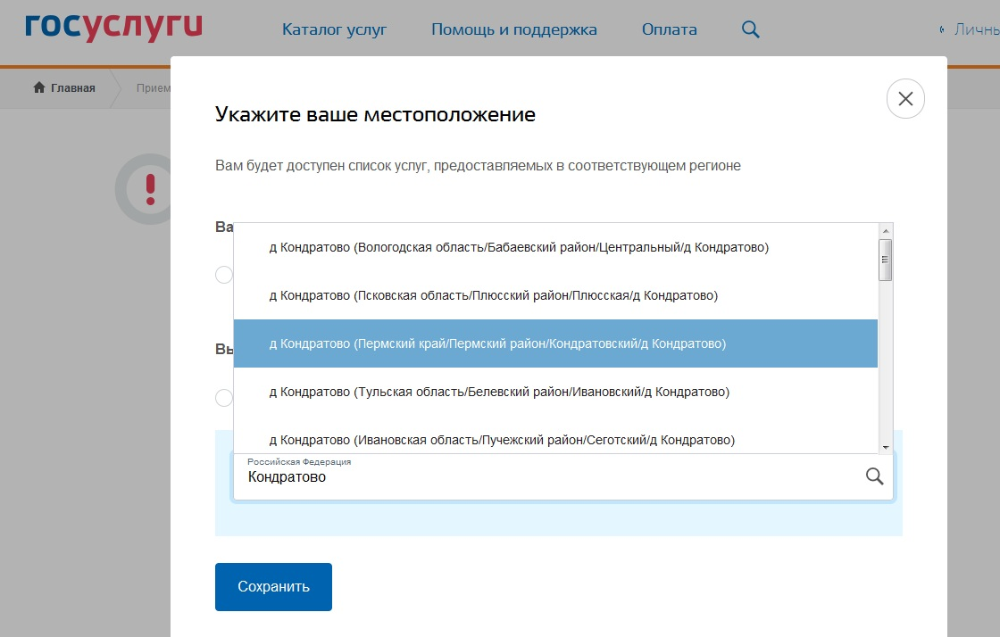 госуслуги
Каталог услуг
Помощь и поддержка
Оплата
Личны
Главная
Прием
Укажите ваше местоположение
Вам будет доступен список услуг, предоставляемых в соответствующем регионе
Ва
д Кондратово (Вологодская область/Бабаевский район/Центральный/д Кондратово)
д Кондратово (Псковская область/Плюсский район/Плюсская/д Кондратово)
д Кондратово (Пермский край/Пермский район/Кондратовский/д Кондратово)
Вы
д Кондратово (Тульская область/Белевский район/Ивановский/д Кондратово)
д Кондратово (Ивановская область/Пучежский район/Сеготский/д Кондратово)
Российская Федерация
Кондратово
Сохранить